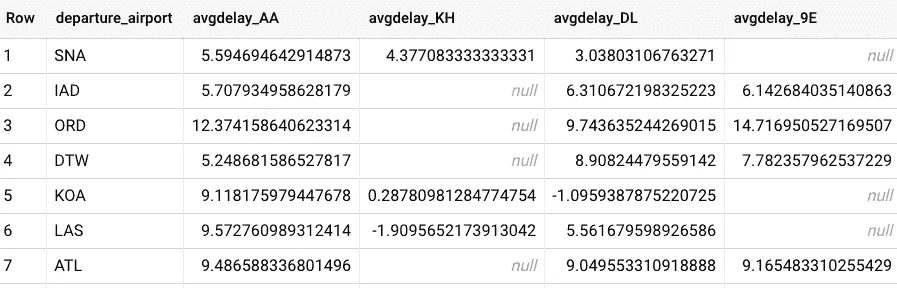 Row departure_airport avgdelay_AA avgdelay_KH avgdelay_DL avgdelay_9E
1 SNA 5.594694642914873 4.377083333333331 3.03803106763271 null
2 IAD 5.707934958628179 null 6.310672198325223 6.142684035140863
3 ORD 12.374158640623314 null 9.743635244269015 14.716950527169507
4 DTW 5.248681586527817 null 8.90824479559142 7.782357962537229
5 KOA 9.118175979447678 0.287809812847​74754 -1.0959387875220725 null
6 LAS 9.572760989312414 -1.9095652173913042 5.561679598926586 null
7 ATL 9.486588336801496 null 9.049553310918888 9.165483310255429